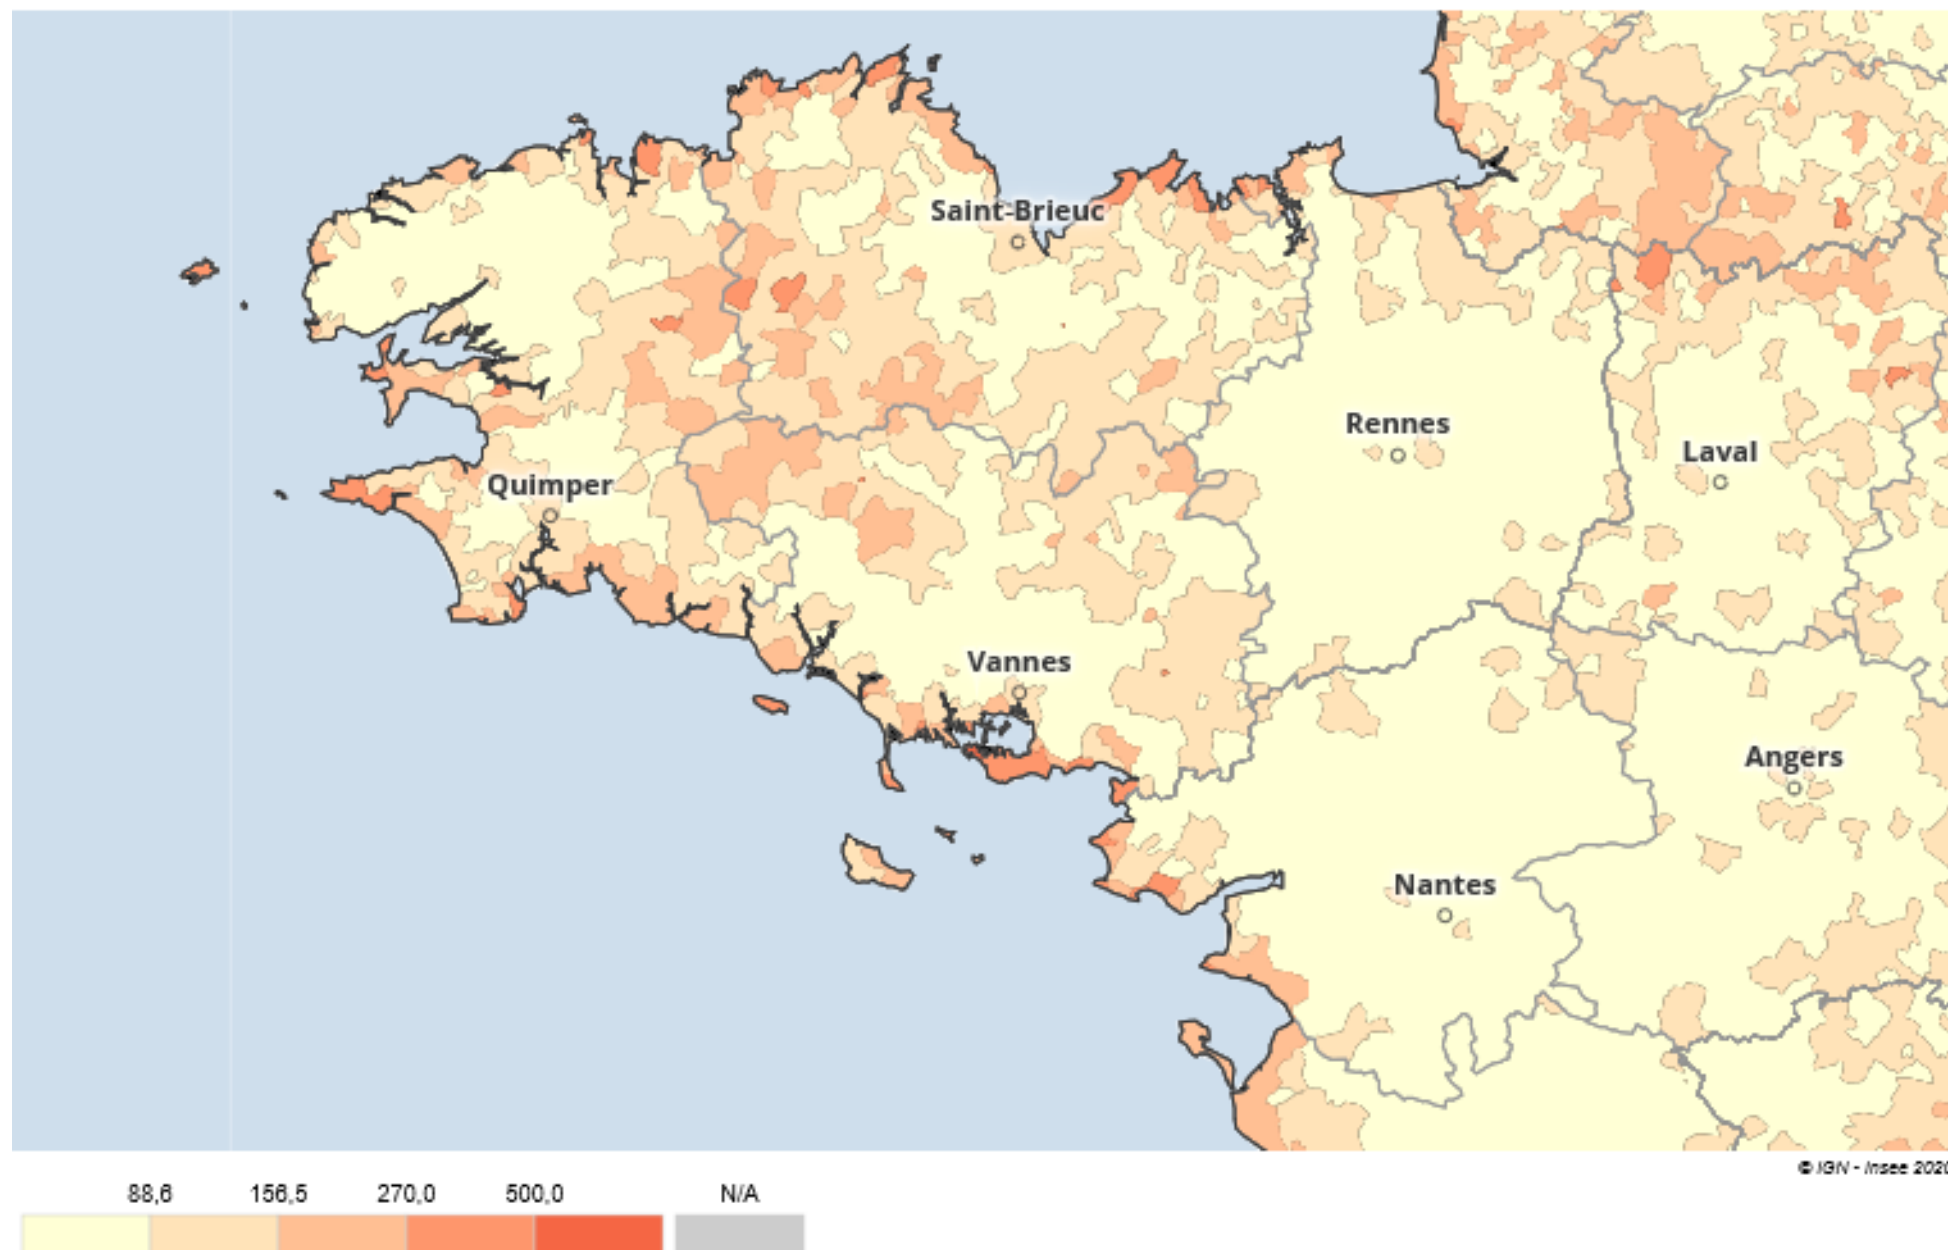 Saint-Brieuc
Rennes
Laval
Quimper
Vannes
Angers
Nantes
© IGN - Insee 2020
88,6 156,5 270,0 500,0 N/A